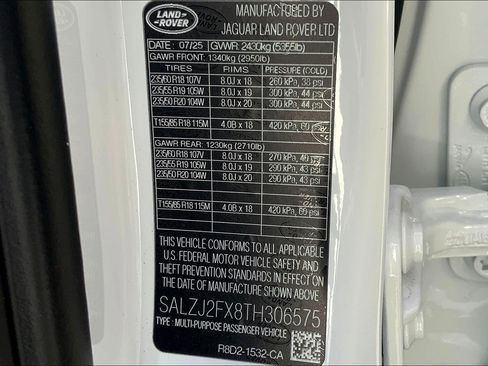 LAND ROVER
MANUFACTURED BY
JAGUAR LAND ROVER LTD
DATE: 07/25 GVWR: 2430kg (5355lb)
GAWR FRONT: 1340kg (2950lb)
TIRES RIMS PRESSURE (COLD)
235/60 R18 107V 8.0J x 18 260 kPa, 38 psi
235/55 R19 105W 8.0J x 19 300 kPa, 44 psi
235/50 R20 104W 8.0J x 20 300 kPa, 44 psi
T155/85 R18 115M 4.0B x 18 420 kPa, 60 psi
GAWR REAR: 1230kg (2710lb)
235/60 R18 107V 8.0J x 18 270 kPa, 40 psi
235/55 R19 105W 8.0J x 19 290 kPa, 43 psi
235/50 R20 104W 8.0J x 20 290 kPa, 43 psi
T155/85 R18 115M 4.0B x 18 420 kPa, 60 psi
THIS VEHICLE CONFORMS TO ALL APPLICABLE
U.S. FEDERAL MOTOR VEHICLE SAFETY AND
THEFT PREVENTION STANDARDS IN EFFECT ON
THE DATE OF MANUFACTURE SHOWN ABOVE
SALZJ2FX8TH306575
TYPE: MULTI-PURPOSE PASSENGER VEHICLE
R8D2-1532-CA